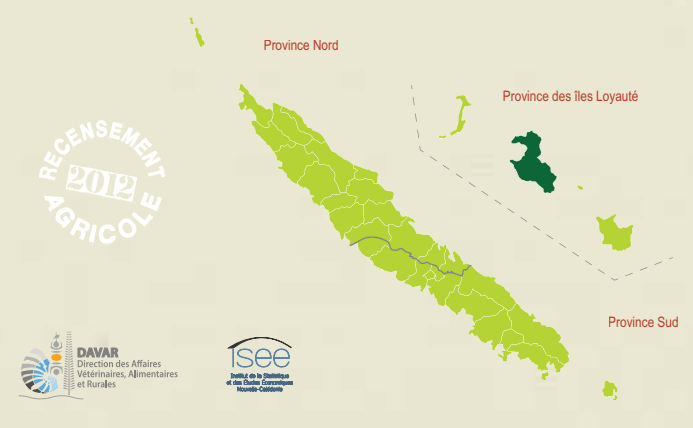 Province Nord
Province des îles Loyauté
RECENSEMENT
2012
AGRICOLE
Province Sud
DAVAR
Direction des Affaires
Vétérinaires, Alimentaires
et Rurales
isee
Institut de la Statistique
et des Études Économiques
Nouvelle-Calédonie